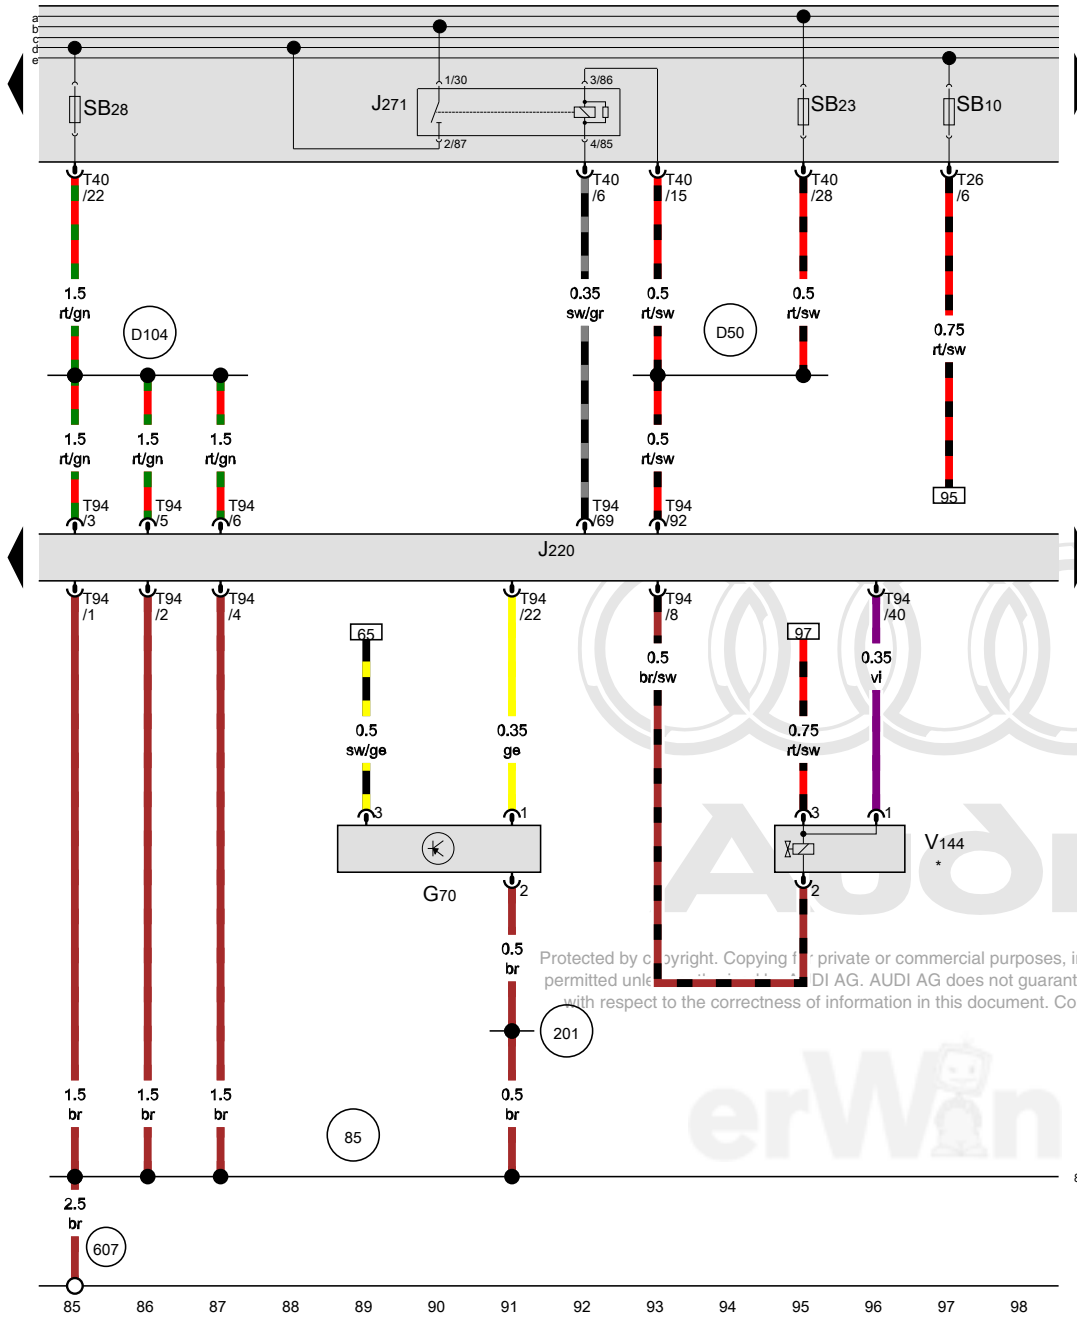 a
b
c
d
e
1/30
3/86
SB28
J271
SB23
SB10
2/87
4/85
T40
/22
T40
/6
T40
/15
T40
/28
T26
/6
1.5
rt/gn
0.35
sw/gr
0.5
rt/sw
0.5
rt/sw
D104
D50
0.75
rt/sw
1.5
rt/gn
1.5
rt/gn
1.5
rt/gn
0.5
rt/sw
95
T94
/3
T94
/5
T94
/6
T94
/69
T94
/92
J220
T94
/1
T94
/2
T94
/4
T94
/22
T94
/8
T94
/40
65
97
0.5
br/sw
0.35
vi
0.5
sw/ge
0.35
ge
0.75
rt/sw
3
1
3
1
V144
*
G70
2
2
Audi
0.5
br
Protected by copyright. Copying for private or commercial purposes, i
permitted unless authorised by AUDI AG. AUDI AG does not guarant
with respect to the correctness of information in this document. Co
201
erWin
1.5
br
1.5
br
1.5
br
0.5
br
85
2.5
br
607
85 86 87 88 89 90 91 92 93 94 95 96 97 98